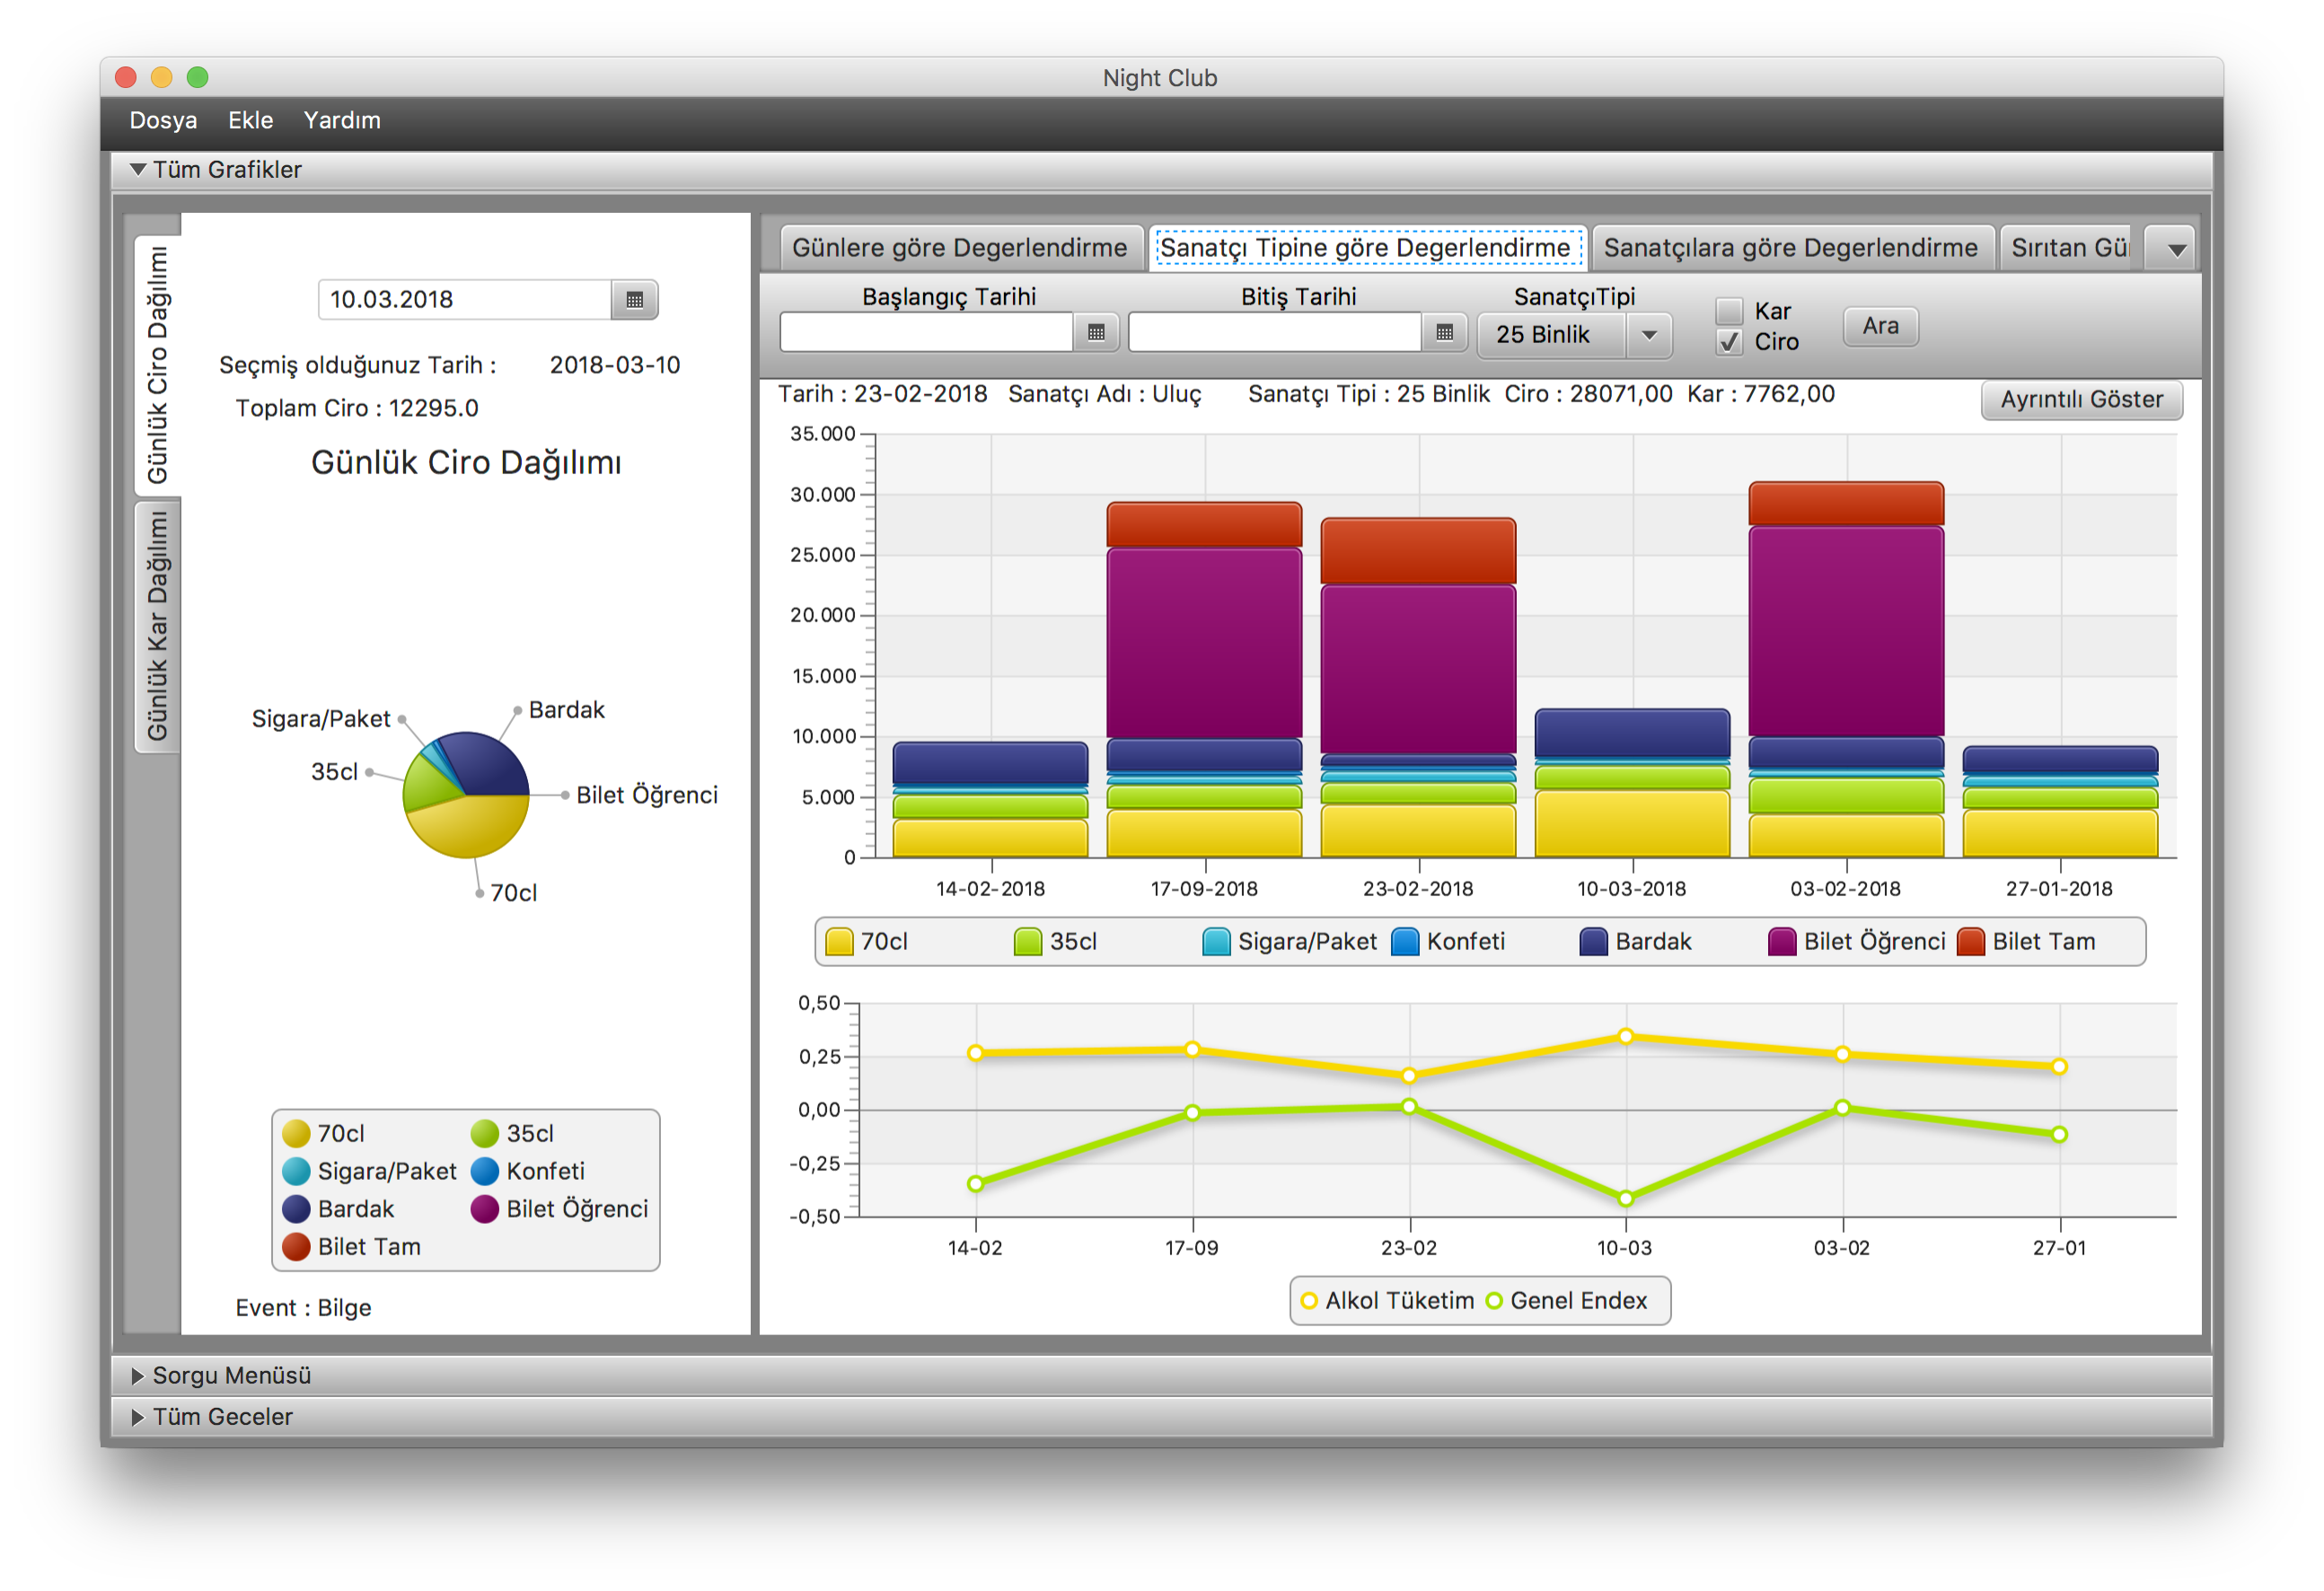 Night Club
Dosya Ekle Yardım
Tüm Grafikler
Günlük Ciro Dağılımı
Günlük Kar Dağılımı
10.03.2018
Seçmiş olduğunuz Tarih : 2018-03-10
Toplam Ciro : 12295.0
Günlük Ciro Dağılımı
Sigara/Paket
Bardak
35cl
Bilet Öğrenci
70cl
70cl 35cl
Sigara/Paket Konfeti
Bardak Bilet Öğrenci
Bilet Tam
Event : Bilge
Günlere göre Degerlendirme Sanatçı Tipine göre Degerlendirme Sanatçılara göre Degerlendirme Sırıtan
Başlangıç Tarihi Bitiş Tarihi SanatçıTipi
25 Binlik
Kar
Ciro
Ara
Tarih : 23-02-2018 Sanatçı Adı : Uluç Sanatçı Tipi : 25 Binlik Ciro : 28071,00 Kar : 7762,00
Ayrıntılı Göster
35.000
30.000
25.000
20.000
15.000
10.000
5.000
0
14-02-2018 17-09-2018 23-02-2018 10-03-2018 03-02-2018 27-01-2018
70cl 35cl Sigara/Paket Konfeti Bardak Bilet Öğrenci Bilet Tam
0,50
0,25
0,00
-0,25
-0,50
14-02 17-09 23-02 10-03 03-02 27-01
Alkol Tüketim Genel Endex
Sorgu Menüsü
Tüm Geceler